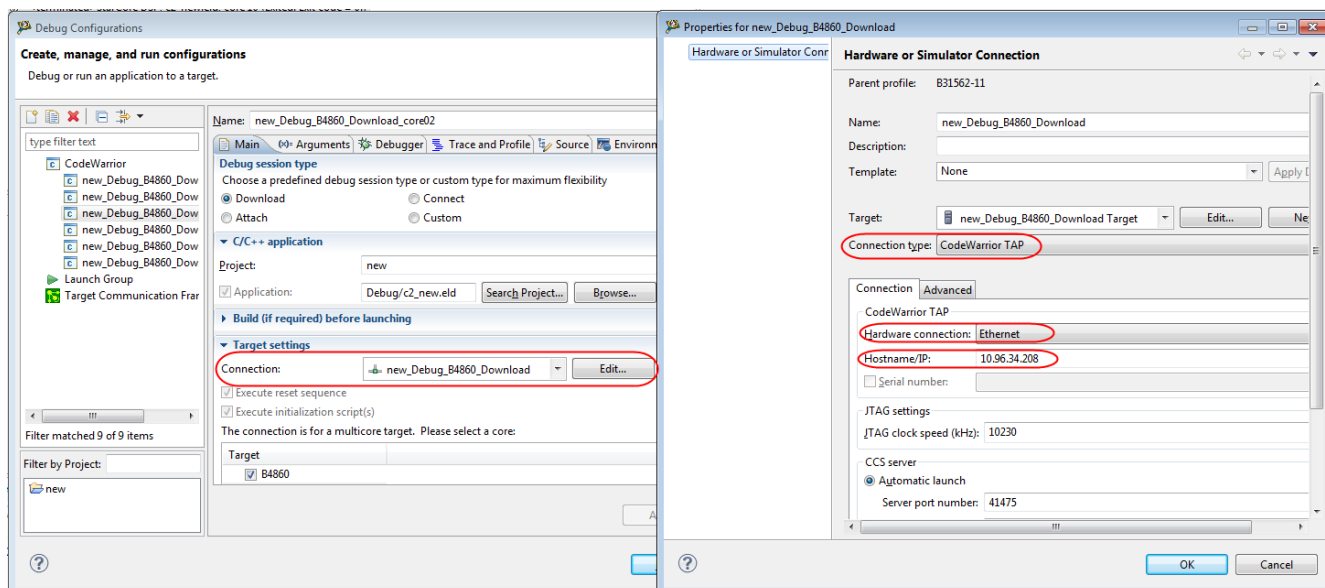 Debug Configurations
Create, manage, and run configurations
Debug or run an application to a target.
type filter text
CodeWarrior
new_Debug_B4860_Dow
new_Debug_B4860_Dow
new_Debug_B4860_Dow
new_Debug_B4860_Dow
new_Debug_B4860_Dow
new_Debug_B4860_Dow
Launch Group
Target Communication Frar
Filter matched 9 of 9 items
Filter by Project:
new
Name: new_Debug_B4860_Download_core02
Main (x)= Arguments Debugger Trace and Profile Source Environm
Debug session type
Choose a predefined debug session type or custom type for maximum flexibility
Download Connect
Attach Custom
C/C++ application
Project: new
Application: Debug/c2_new.eld Search Project... Browse...
Build (if required) before launching
Target settings
Connection: new_Debug_B4860_Download Edit...
Execute reset sequence
Execute initialization script(s)
The connection is for a multicore target. Please select a core:
Target
B4860
A
Properties for new_Debug_B4860_Download
Hardware or Simulator Conr
Hardware or Simulator Connection
Parent profile: B31562-11
Name: new_Debug_B4860_Download
Description:
Template: None Apply D
Target: new_Debug_B4860_Download Target Edit... Ne
Connection type: CodeWarrior TAP
Connection Advanced
CodeWarrior TAP
Hardware connection: Ethernet
Hostname/IP: 10.96.34.208
Serial number:
JTAG settings
JTAG clock speed (kHz): 10230
CCS server
Automatic launch
Server port number: 41475
OK Cancel